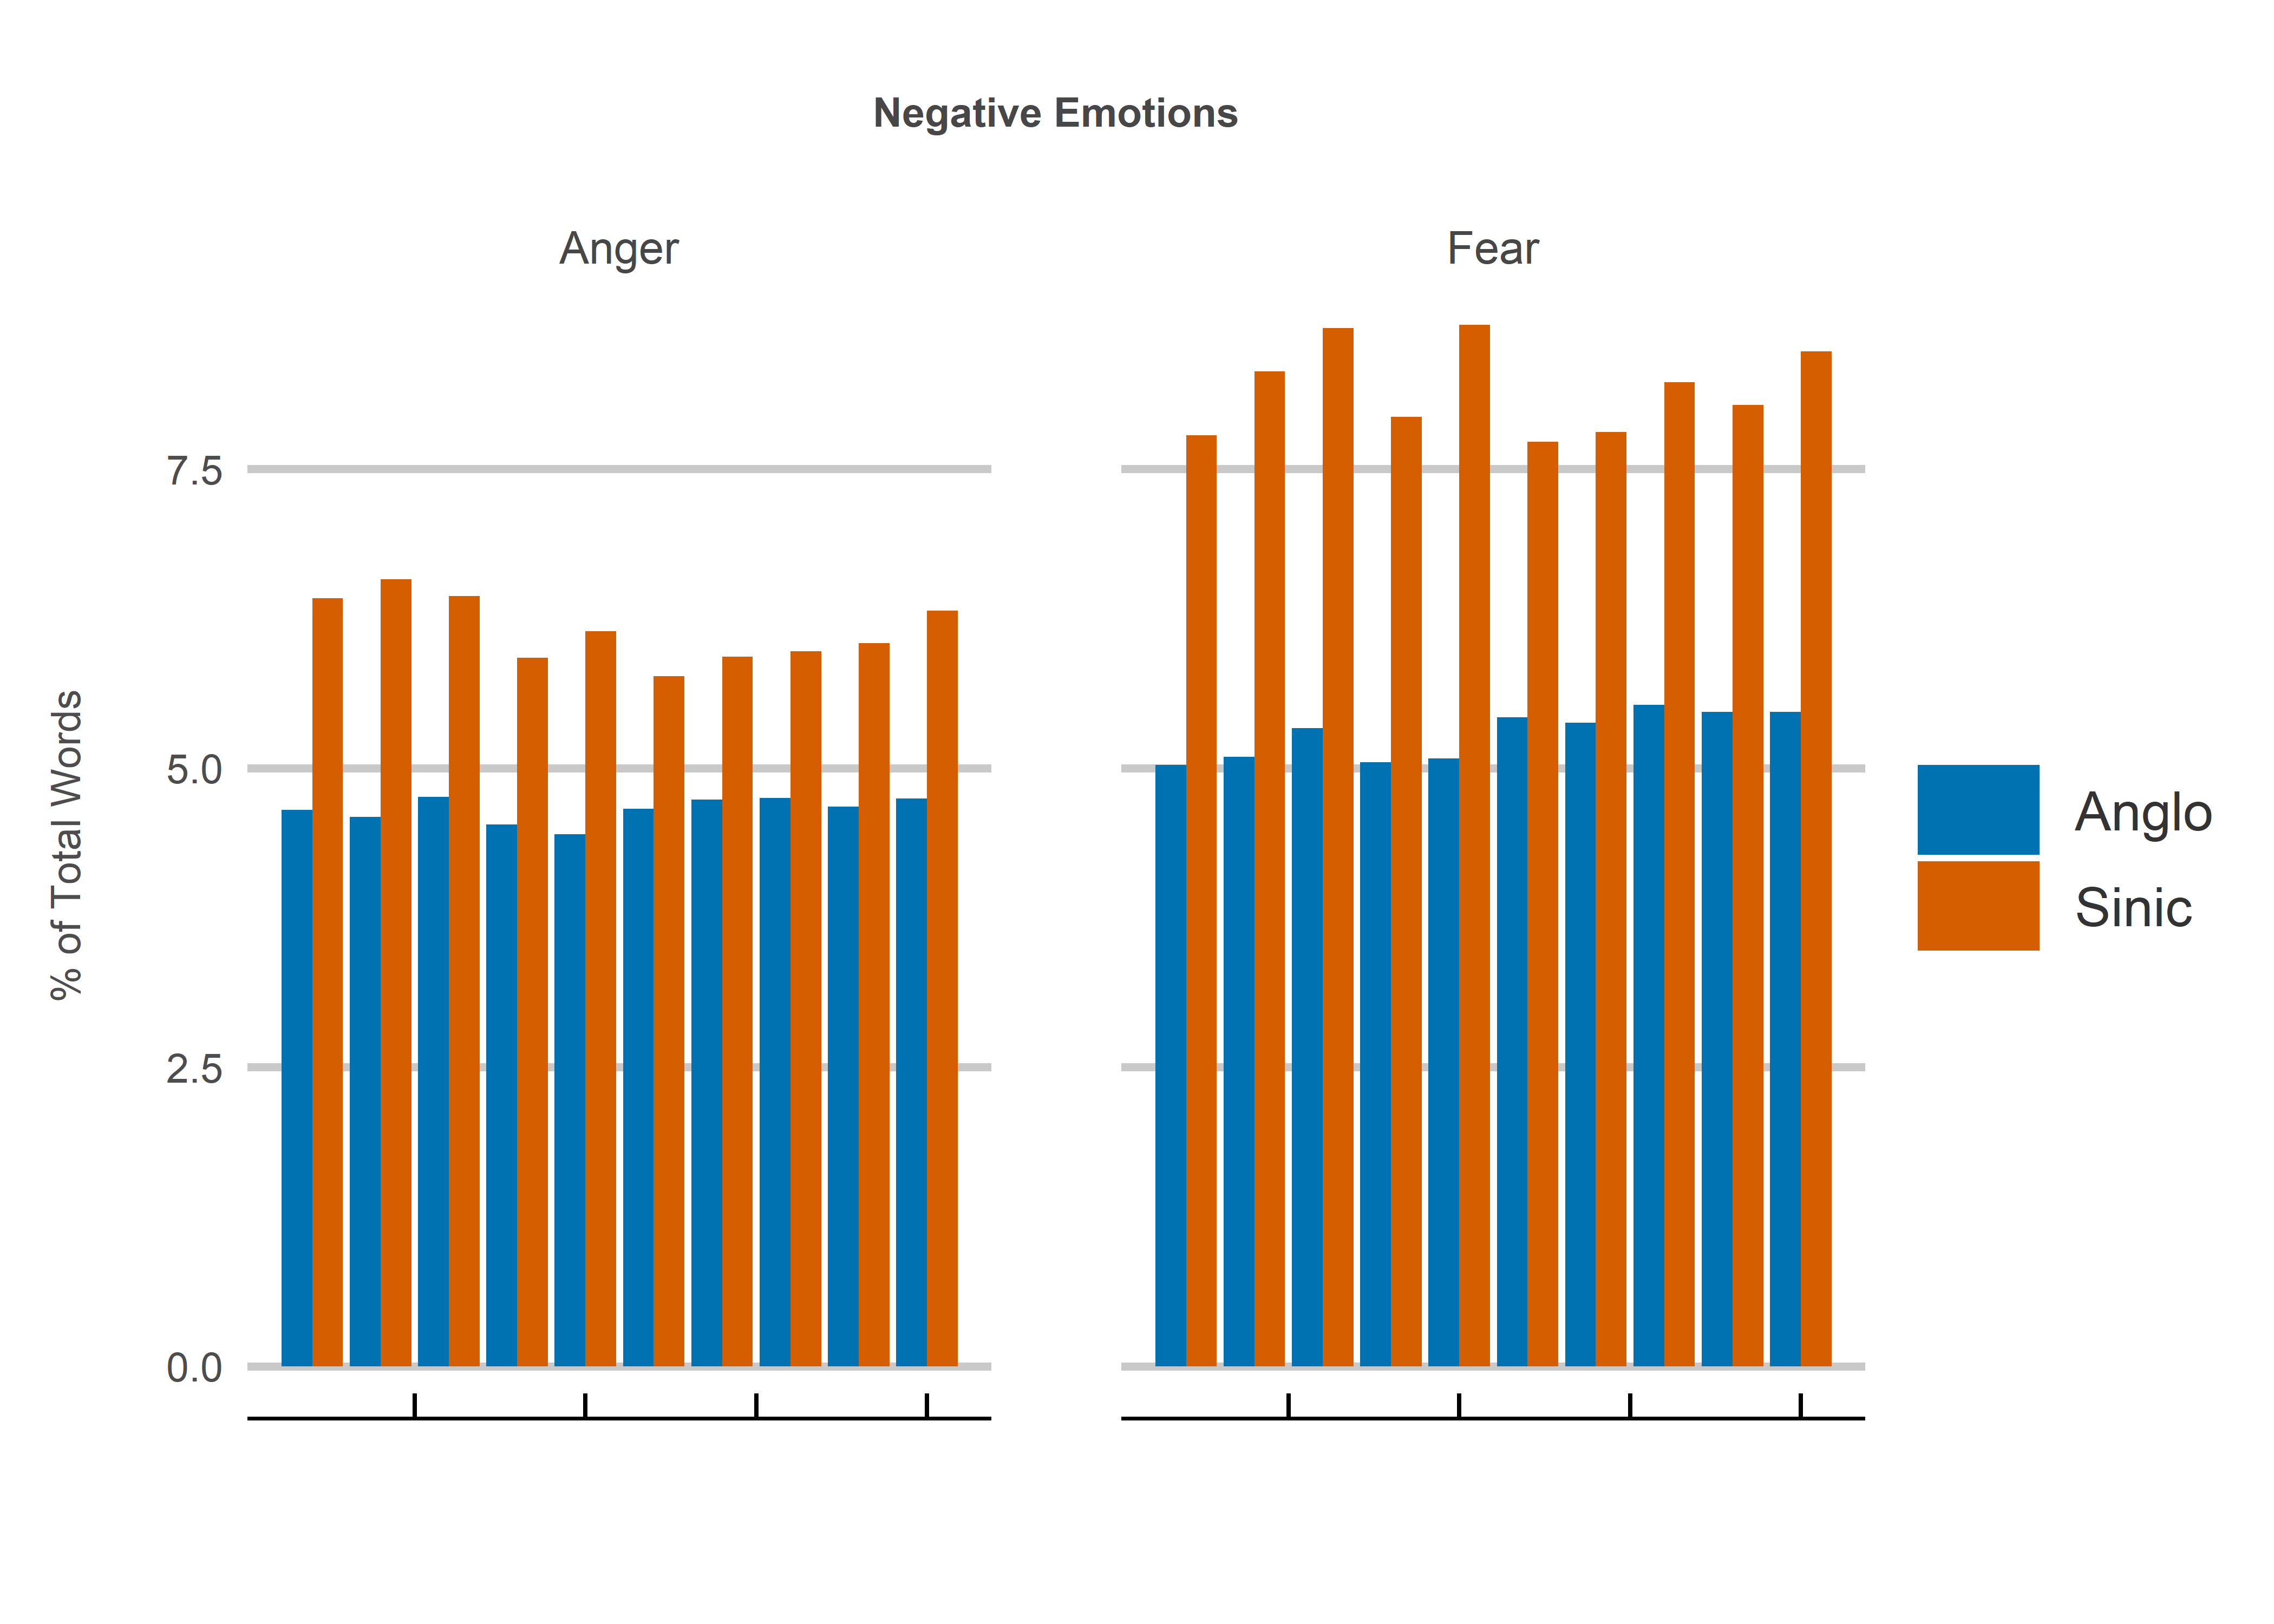 Negative Emotions
Anger
Fear
7.5
5.0
2.5
0.0
% of Total Words
Anglo
Sinic